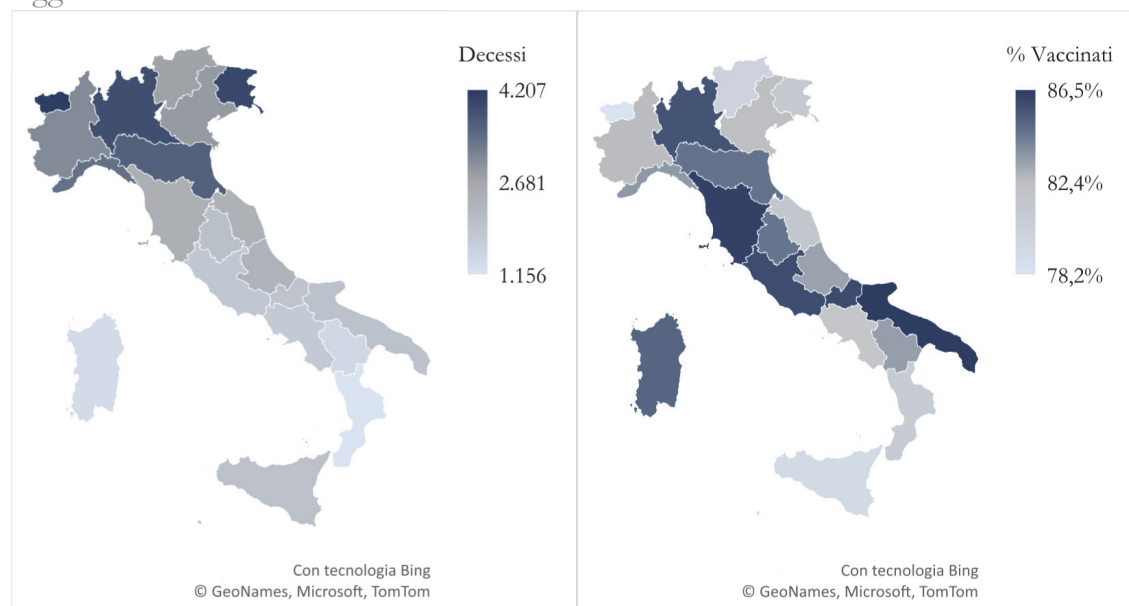 Decessi
4.207
2.681
1.156
Con tecnologia Bing
© GeoNames, Microsoft, TomTom
% Vaccinati
86,5%
82,4%
78,2%
Con tecnologia Bing
© GeoNames, Microsoft, TomTom